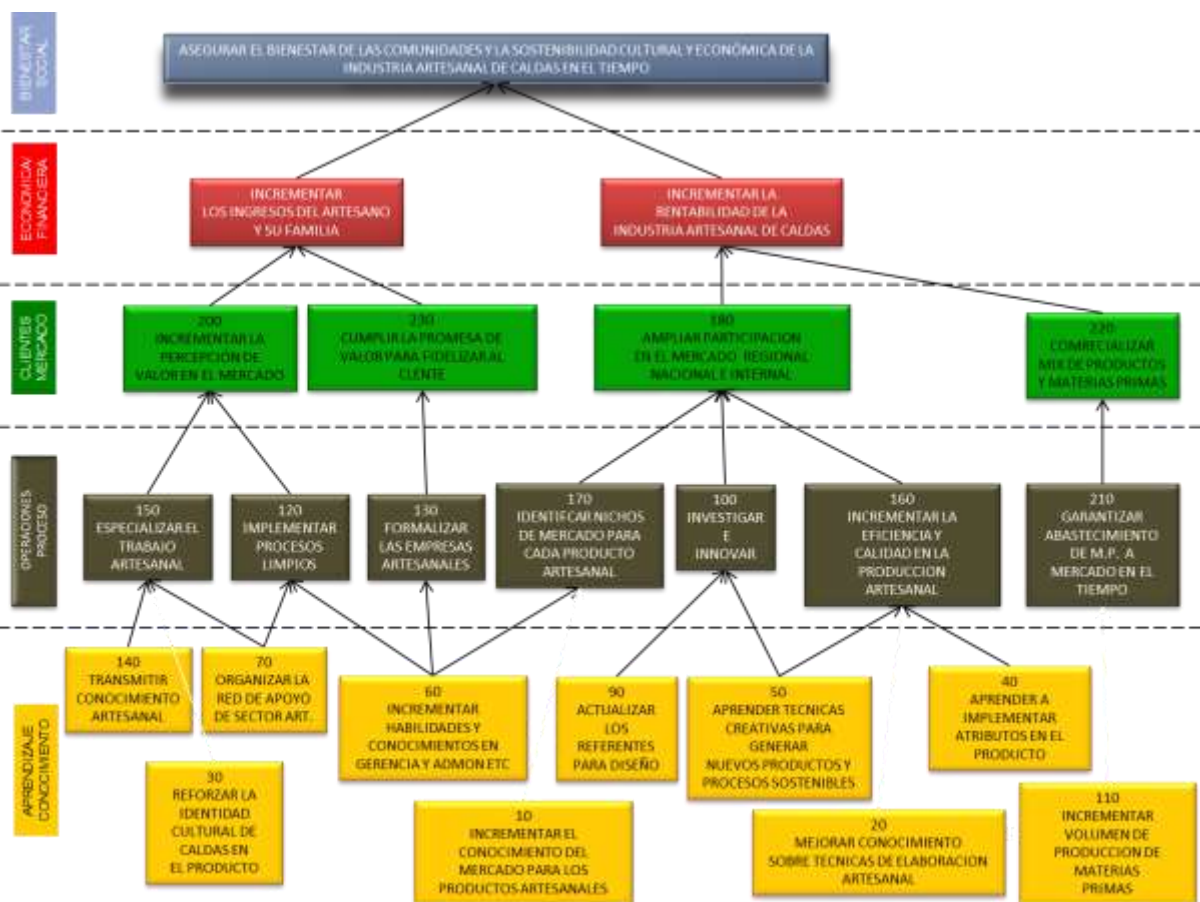 BIENESTAR
SOCIAL
ASEGURAR EL BIENESTAR DE LAS COMUNIDADES Y LA SOSTENIBILIDAD CULTURAL Y ECONÓMICA DE LA
INDUSTRIA ARTESANAL DE CALDAS EN EL TIEMPO
ECONOMICA/
FINANCIERA
INCREMENTAR
LOS INGRESOS DEL ARTESANO
Y SU FAMILIA
INCREMENTAR LA
RENTABILIDAD DE LA
INDUSTRIA ARTESANAL DE CALDAS
CLIENTES
MERCADO
200
INCREMENTAR LA
PERCEPCIÓN DE
VALOR EN EL MERCADO
230
CUMPLIR LA PROMESA DE
VALOR PARA FIDELIZAR AL
CLENTE
180
AMPLIAR PARTICIPACION
EN EL MERCADO REGIONAL
NACIONAL E INTERNAL
220
COMRECIALIZAR
MIX DE PRODUCTOS
Y MATERIAS PRIMAS
OPERACIONES
PROCESO
150
ESPECIALIZAR EL
TRABAJO
ARTESANAL
120
IMPLEMENTAR
PROCESOS
LIMPIOS
130
FORMALIZAR
LAS EMPRESAS
ARTESANALES
170
IDENTIFCAR NICHOS
DE MERCADO PARA
CADA PRODUCTO
ARTESANAL
100
INVESTIGAR
E
INNOVAR
160
INCREMENTAR LA
EFICIENCIA Y
CALIDAD EN LA
PRODUCCION
ARTESANAL
210
GARANTIZAR
ABASTECIMIENTO
DE M.P. A
MERCADO EN EL
TIEMPO
APRENDIZAJE
CONOCIMIENTO
140
TRANSMITIR
CONOCIMIENTO
ARTESANAL
70
ORGANIZAR LA
RED DE APOYO
DE SECTOR ART.
60
INCREMENTAR
HABILIDADES Y
CONOCIMIENTOS EN
GERENCIA Y ADMON ETC
90
ACTUALIZAR
LOS
REFERENTES
PARA DISEÑO
50
APRENDER TECNICAS
CREATIVAS PARA
GENERAR
NUEVOS PRODUCTOS Y
PROCESOS SOSTENIBLES
40
APRENDER A
IMPLEMENTAR
ATRIBUTOS EN EL
PRODUCTO
30
REFORZAR LA
IDENTIDAD
CULTURAL DE
CALDAS EN
EL PRODUCTO
10
INCREMENTAR EL
CONOCIMIENTO DEL
MERCADO PARA LOS
PRODUCTOS ARTESANALES
20
MEJORAR CONOCIMIENTO
SOBRE TECNICAS DE ELABORACION
ARTESANAL
110
INCREMENTAR
VOLUMEN DE
PRODUCCION DE
MATERIAS
PRIMAS